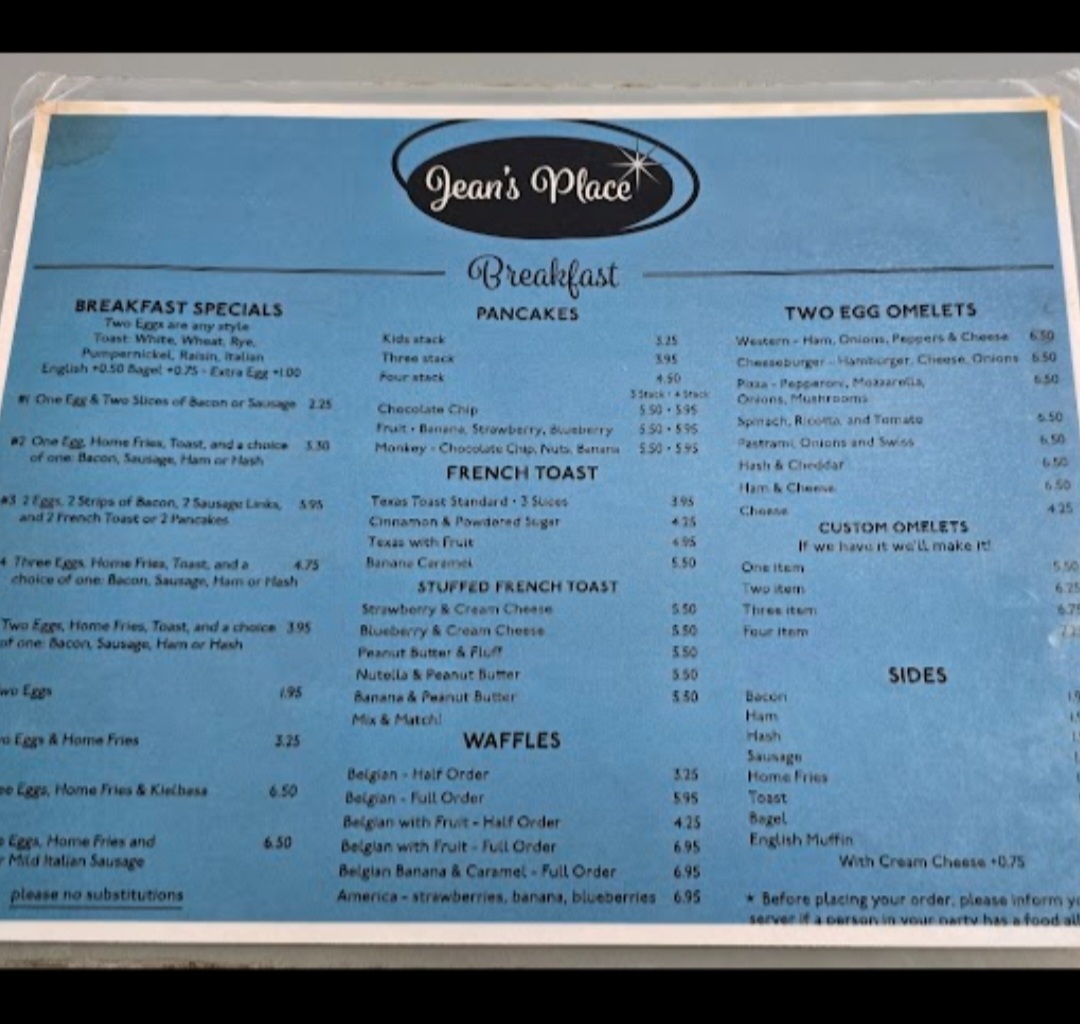 Jean's Place
Breakfast
BREAKFAST SPECIALS
Two Eggs are any style
Toast: White, Wheat, Rye,
Pumpernickel, Raisin, Italian
English +0.50 Bagel +0.75 - Extra Egg +1.00
#1 One Egg & Two Slices of Bacon or Sausage 2.25
#2 One Egg, Home Fries, Toast, and a choice 3.30
of one: Bacon, Sausage, Ham or Hash
#3 2 Eggs, 2 Strips of Bacon, 2 Sausage Links, 5.95
and 2 French Toast or 2 Pancakes
4 Three Eggs, Home Fries, Toast, and a 4.75
choice of one: Bacon, Sausage, Ham or Hash
Two Eggs, Home Fries, Toast, and a choice 3.95
of one: Bacon, Sausage, Ham or Hash
wo Eggs 1.95
o Eggs & Home Fries 3.25
ee Eggs, Home Fries & Kielbasa 6.50
o Eggs, Home Fries and 6.50
r Mild Italian Sausage
please no substitutions
PANCAKES
Kids stack 3.25
Three stack 3.95
Four stack 4.50
3 Stack • 4 Stack
Chocolate Chip 5.50 • 5.95
Fruit - Banana, Strawberry, Blueberry 5.50 • 5.95
Monkey - Chocolate Chip, Nuts, Banana 5.50 • 5.95
FRENCH TOAST
Texas Toast Standard • 3 Slices 3.95
Cinnamon & Powdered Sugar 4.25
Texas with Fruit 4.95
Banana Caramel 5.50
STUFFED FRENCH TOAST
Strawberry & Cream Cheese 5.50
Blueberry & Cream Cheese 5.50
Peanut Butter & Fluff 5.50
Nutella & Peanut Butter 5.50
Banana & Peanut Butter 5.50
Mix & Match!
WAFFLES
Belgian - Half Order 3.25
Belgian - Full Order 5.95
Belgian with Fruit - Half Order 4.25
Belgian with Fruit - Full Order 6.95
Belgian Banana & Caramel - Full Order 6.95
America - strawberries, banana, blueberries 6.95
TWO EGG OMELETS
Western - Ham, Onions, Peppers & Cheese 6.50
Cheeseburger - Hamburger, Cheese, Onions 6.50
Pizza - Pepperoni, Mozzarella, 6.50
Onions, Mushrooms
Spinach, Ricotta, and Tomato 6.50
Pastrami, Onions and Swiss 6.50
Hash & Cheddar 6.50
Ham & Cheese 6.50
Cheese 4.25
CUSTOM OMELETS
If we have it we'll make it!
One item 5.50
Two item 6.25
Three item 6.75
Four item
SIDES
Bacon
Ham
Hash
Sausage
Home Fries
Toast
Bagel
English Muffin
With Cream Cheese +0.75
* Before placing your order, please inform yo
server if a person in your party has a food all